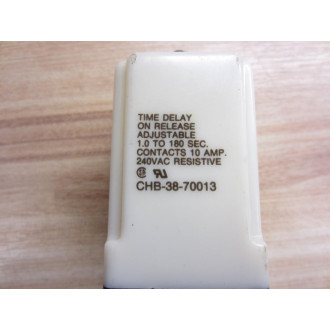 TIME DELAY
ON RELEASE
ADJUSTABLE
1.0 TO 180 SEC.
CONTACTS 10 AMP.
240VAC RESISTIVE
CHB-38-70013